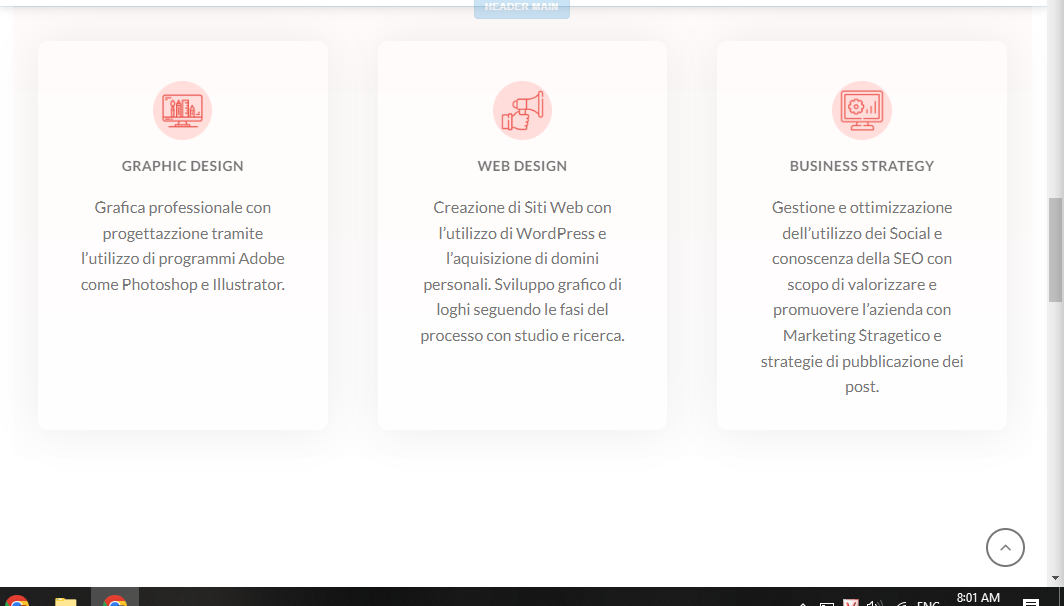 HEADER MAIN
GRAPHIC DESIGN
Grafica professionale con
progettazzione tramite
l’utilizzo di programmi Adobe
come Photoshop e Illustrator.
WEB DESIGN
Creazione di Siti Web con
l’utilizzo di WordPress e
l’aquisizione di domini
personali. Sviluppo grafico di
loghi seguendo le fasi del
processo con studio e ricerca.
BUSINESS STRATEGY
Gestione e ottimizzazione
dell’utilizzo dei Social e
conoscenza della SEO con
scopo di valorizzare e
promuovere l’azienda con
Marketing Stragetico e
strategie di pubblicazione dei
post.
ENG
8:01 AM